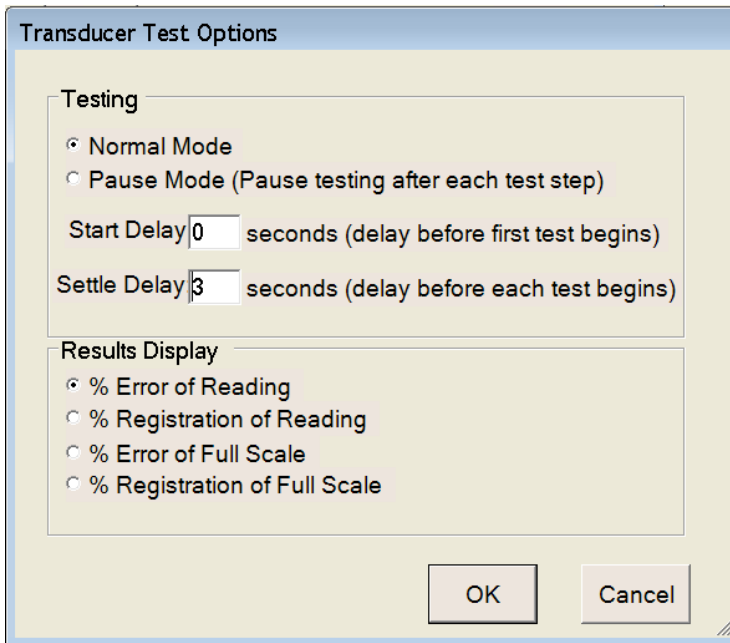 Transducer Test Options
Testing
Normal Mode
Pause Mode (Pause testing after each test step)
Start Delay 0 seconds (delay before first test begins)
Settle Delay 3 seconds (delay before each test begins)
Results Display
% Error of Reading
% Registration of Reading
% Error of Full Scale
% Registration of Full Scale
OK Cancel